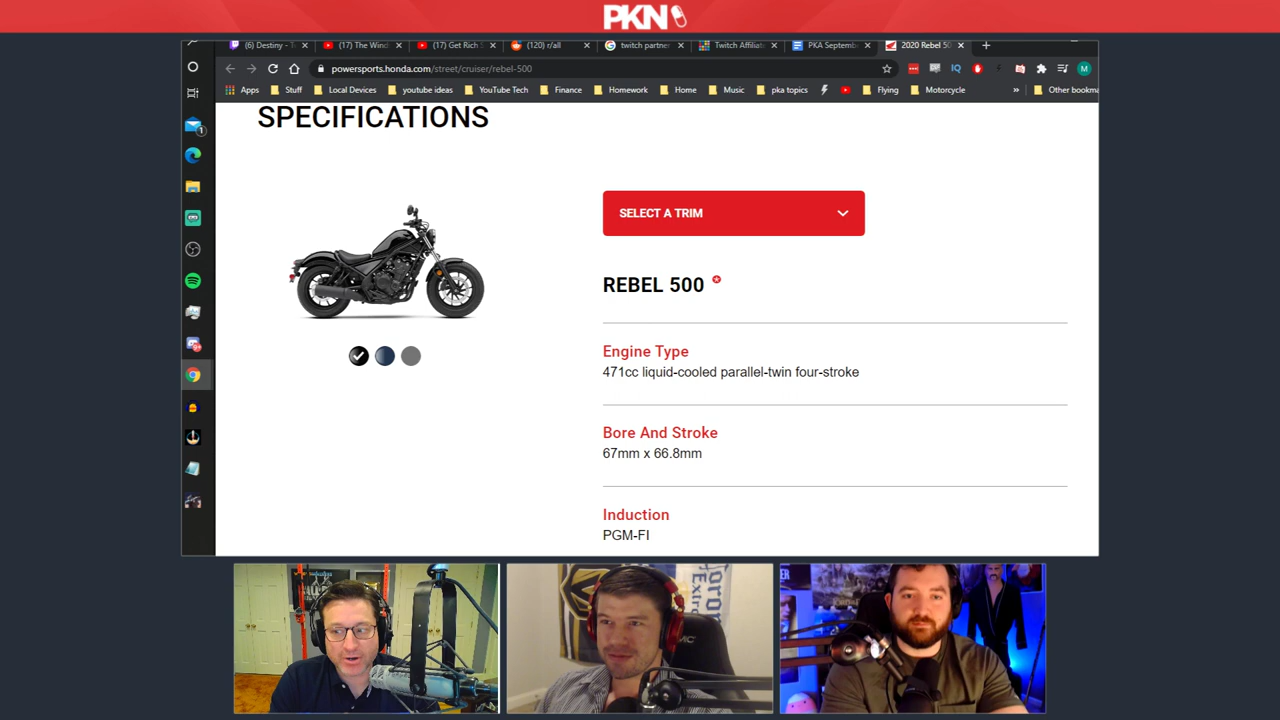 PKN
(6) Destiny - T
(17) The Wind
(17) Get Rich S
(120) r/all
twitch partner
Twitch Affiliat
PKA Septemb
2020 Rebel 50
powersports.honda.com/street/cruiser/rebel-500
IQ
M
Apps
Stuff
Local Devices
youtube ideas
YouTube Tech
Finance
Homework
Home
Music
pka topics
Flying
Motorcycle
»
Other bookma
SPECIFICATIONS
1
SELECT A TRIM
REBEL 500 *
Engine Type
471cc liquid-cooled parallel-twin four-stroke
Bore And Stroke
67mm x 66.8mm
Induction
PGM-FI